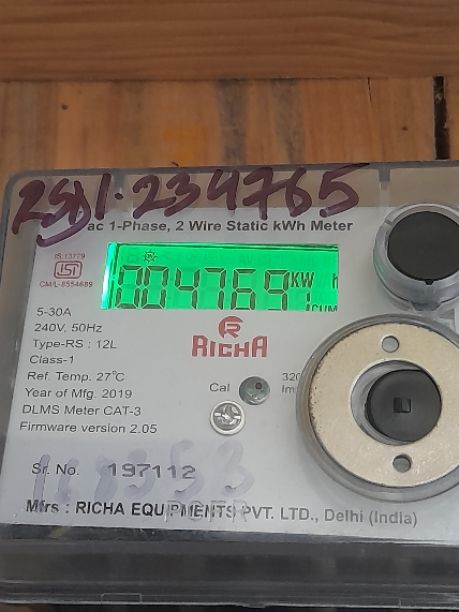 ac 1-Phase, 2 Wire Static kWh Meter
IS:13779
ISI
CM/L-8554689
004769 KW h
CUM
5-30A
240V, 50Hz
Type-RS : 12L
Class-1
Ref. Temp. 27°C
Year of Mfg. 2019
DLMS Meter CAT-3
Firmware version 2.05
RICHA
Cal
Sr. No. 197112
Mfrs : RICHA EQUIPMENTS PVT. LTD., Delhi (India)